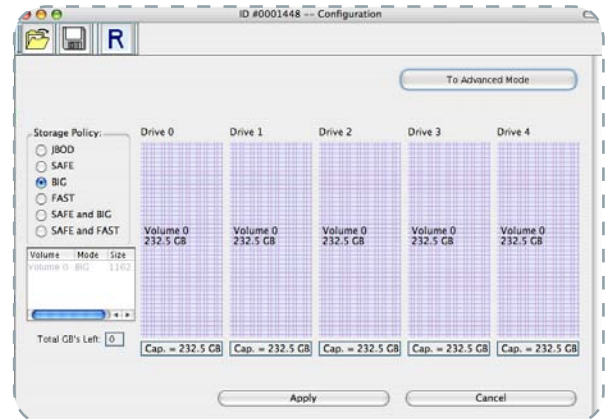 ID #0001448 -- Configuration
R
To Advanced Mode
Storage Policy:
JBOD
SAFE
BIG
FAST
SAFE and BIG
SAFE and FAST
Drive 0 Drive 1 Drive 2 Drive 3 Drive 4
Volume 0 Volume 0 Volume 0 Volume 0 Volume 0
232.5 GB 232.5 GB 232.5 GB 232.5 GB 232.5 GB
Volume Mode Size
Volume 0 BIG 1162
Total GB's Left: 0
Cap. = 232.5 GB Cap. = 232.5 GB Cap. = 232.5 GB Cap. = 232.5 GB Cap. = 232.5 GB
Apply Cancel